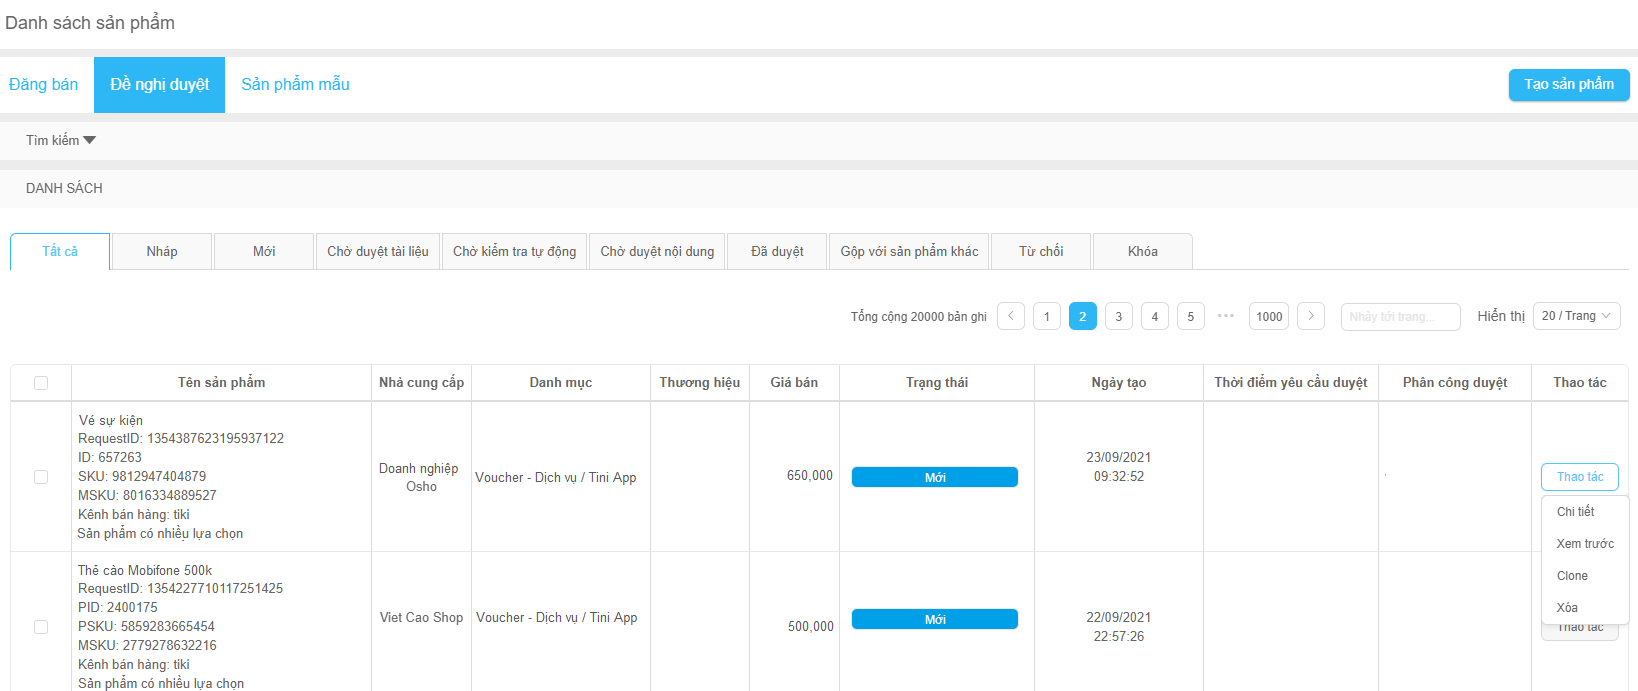 Danh sách sản phẩm
Đăng bán
Đề nghị duyệt
Sản phẩm mẫu
Tạo sản phẩm
Tìm kiếm
DANH SÁCH
Tất cả
Nháp
Mới
Chờ duyệt tài liệu
Chờ kiểm tra tự động
Chờ duyệt nội dung
Đã duyệt
Gộp với sản phẩm khác
Từ chối
Khóa
Tổng cộng 20000 bản ghi
1
2
3
4
5
1000
Nhảy tới trang...
Hiển thị
20 / Trang
Tên sản phẩm
Nhà cung cấp
Danh mục
Thương hiệu
Giá bán
Trạng thái
Ngày tạo
Thời điểm yêu cầu duyệt
Phân công duyệt
Thao tác
Vé sự kiện
RequestID: 1354387623195937122
ID: 657263
SKU: 9812947404879
MSKU: 8016334889527
Kênh bán hàng: tiki
Sản phẩm có nhiều lựa chọn
Doanh nghiệp
Osho
Voucher - Dịch vụ / Tini App
650,000
Mới
23/09/2021
09:32:52
Thao tác
Chi tiết
Xem trước
Clone
Xóa
Thẻ cào Mobifone 500k
RequestID: 1354227710117251425
PID: 2400175
PSKU: 5859283665454
MSKU: 2779278632216
Kênh bán hàng: tiki
Sản phẩm có nhiều lựa chọn
Viet Cao Shop
Voucher - Dịch vụ / Tini App
500,000
Mới
22/09/2021
22:57:26
Thao tác